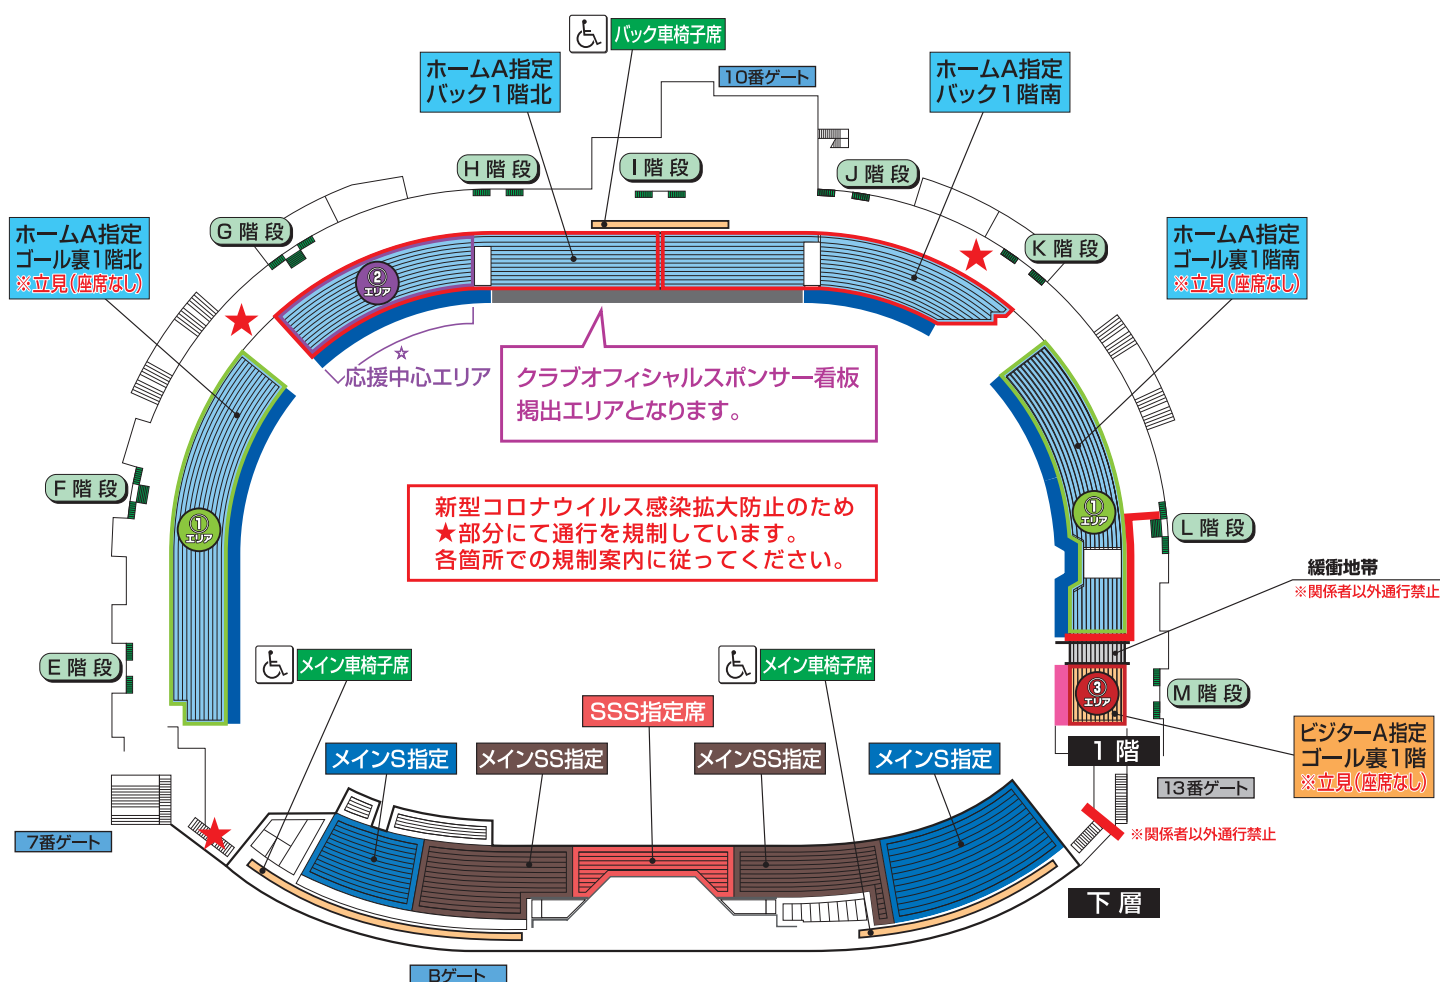 バック車椅子席
ホームA指定
バック1階北
10番ゲート
ホームA指定
バック1階南
H 階 段
I 階 段
J 階 段
G 階 段
K 階 段
ホームA指定
ゴール裏1階北
※立見(座席なし)
ホームA指定
ゴール裏1階南
※立見(座席なし)
②
エリア
☆
応援中心エリア
クラブオフィシャルスポンサー看板
掲出エリアとなります。
F 階 段
①
エリア
①
エリア
L 階 段
新型コロナウイルス感染拡大防止のため
★部分にて通行を規制しています。
各箇所での規制案内に従ってください。
緩衝地帯
※関係者以外通行禁止
E 階 段
メイン車椅子席
メイン車椅子席
③
エリア
M 階 段
SSS指定席
メインS指定
メインSS指定
メインSS指定
メインS指定
1 階
ビジターA指定
ゴール裏1階
※立見(座席なし)
13番ゲート
7番ゲート
※関係者以外通行禁止
下 層
Bゲート